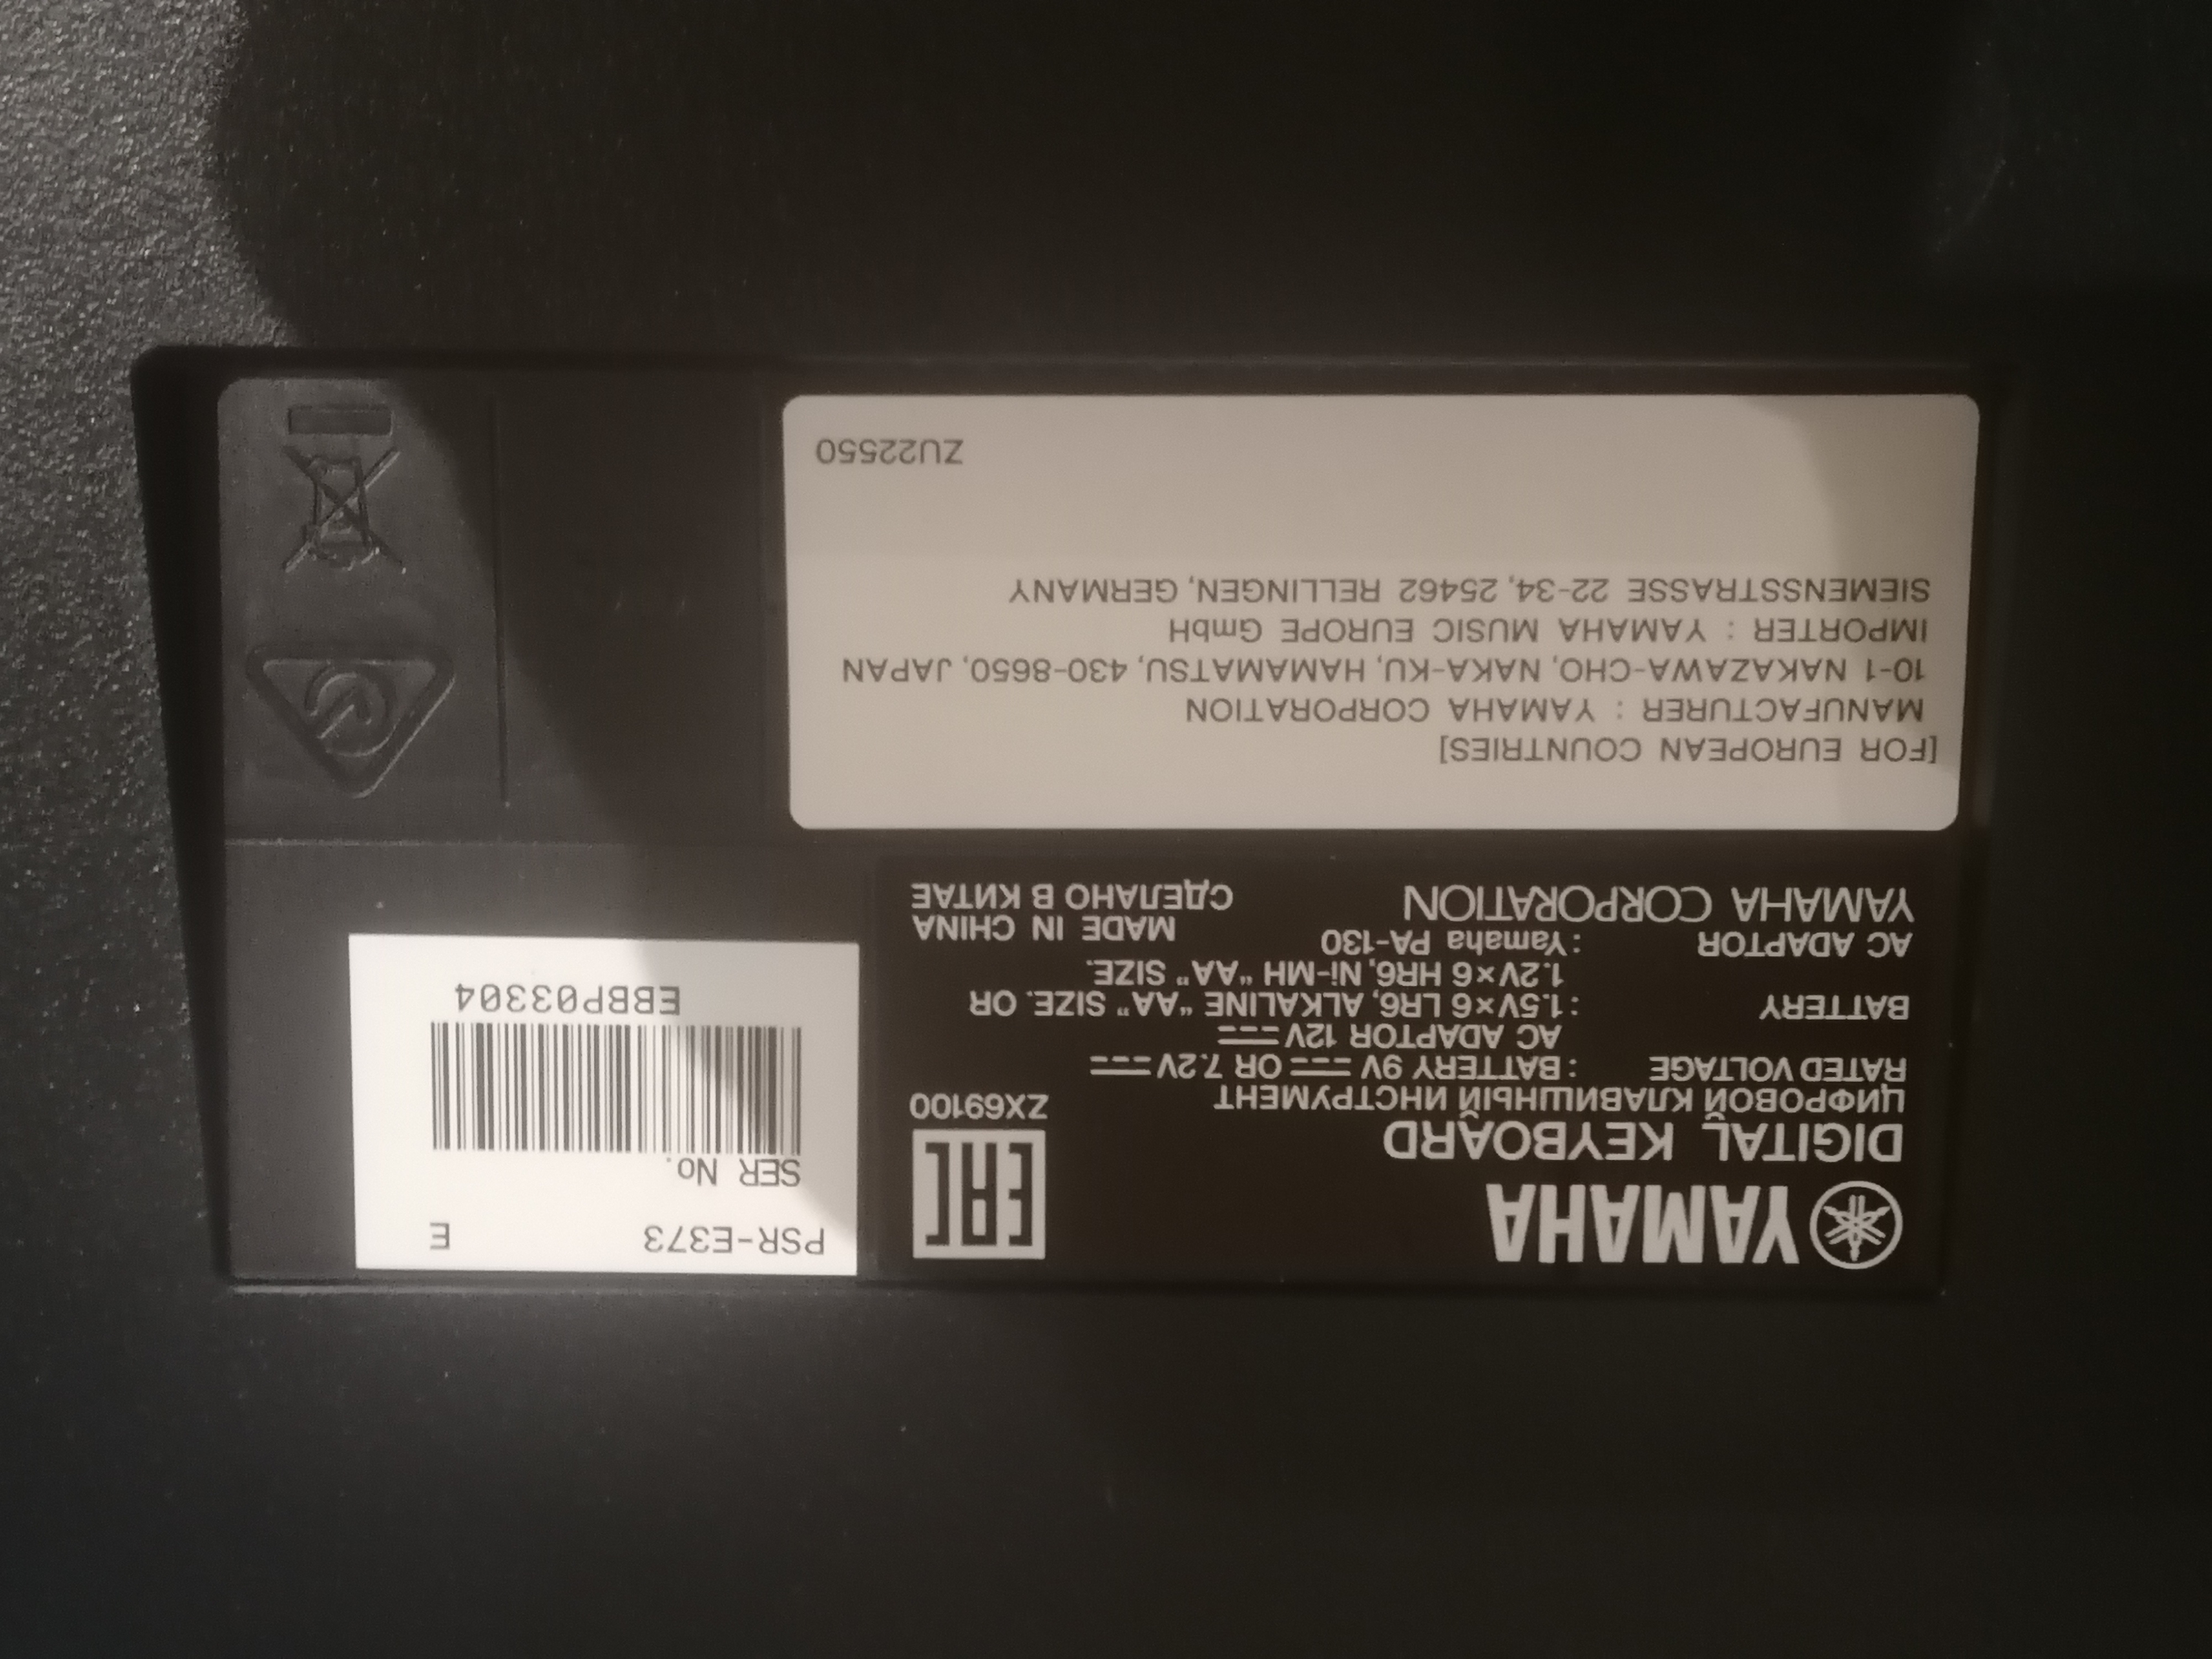 YAMAHA
DIGITAL KEYBOARD
ЦИФРОВОЙ КЛАВИШНЫЙ ИНСТРУМЕНТ
RATED VOLTAGE : BATTERY 9V OR 7.2V
AC ADAPTOR 12V
BATTERY : 1.5V×6 LR6, ALKALINE "AA" SIZE. OR
1.2V×6 HR6, Ni-MH "AA" SIZE.
AC ADAPTOR : Yamaha PA-130
YAMAHA CORPORATION
MADE IN CHINA
СДЕЛАНО В КИТАЕ
EAC
ZX69100
PSR-E373 E
SER No.
EBBP03304
[FOR EUROPEAN COUNTRIES]
MANUFACTURER : YAMAHA CORPORATION
10-1 NAKAZAWA-CHO, NAKA-KU, HAMAMATSU, 430-8650, JAPAN
IMPORTER : YAMAHA MUSIC EUROPE GmbH
SIEMENSSTRASSE 22-34, 25462 RELLINGEN, GERMANY
ZU22550